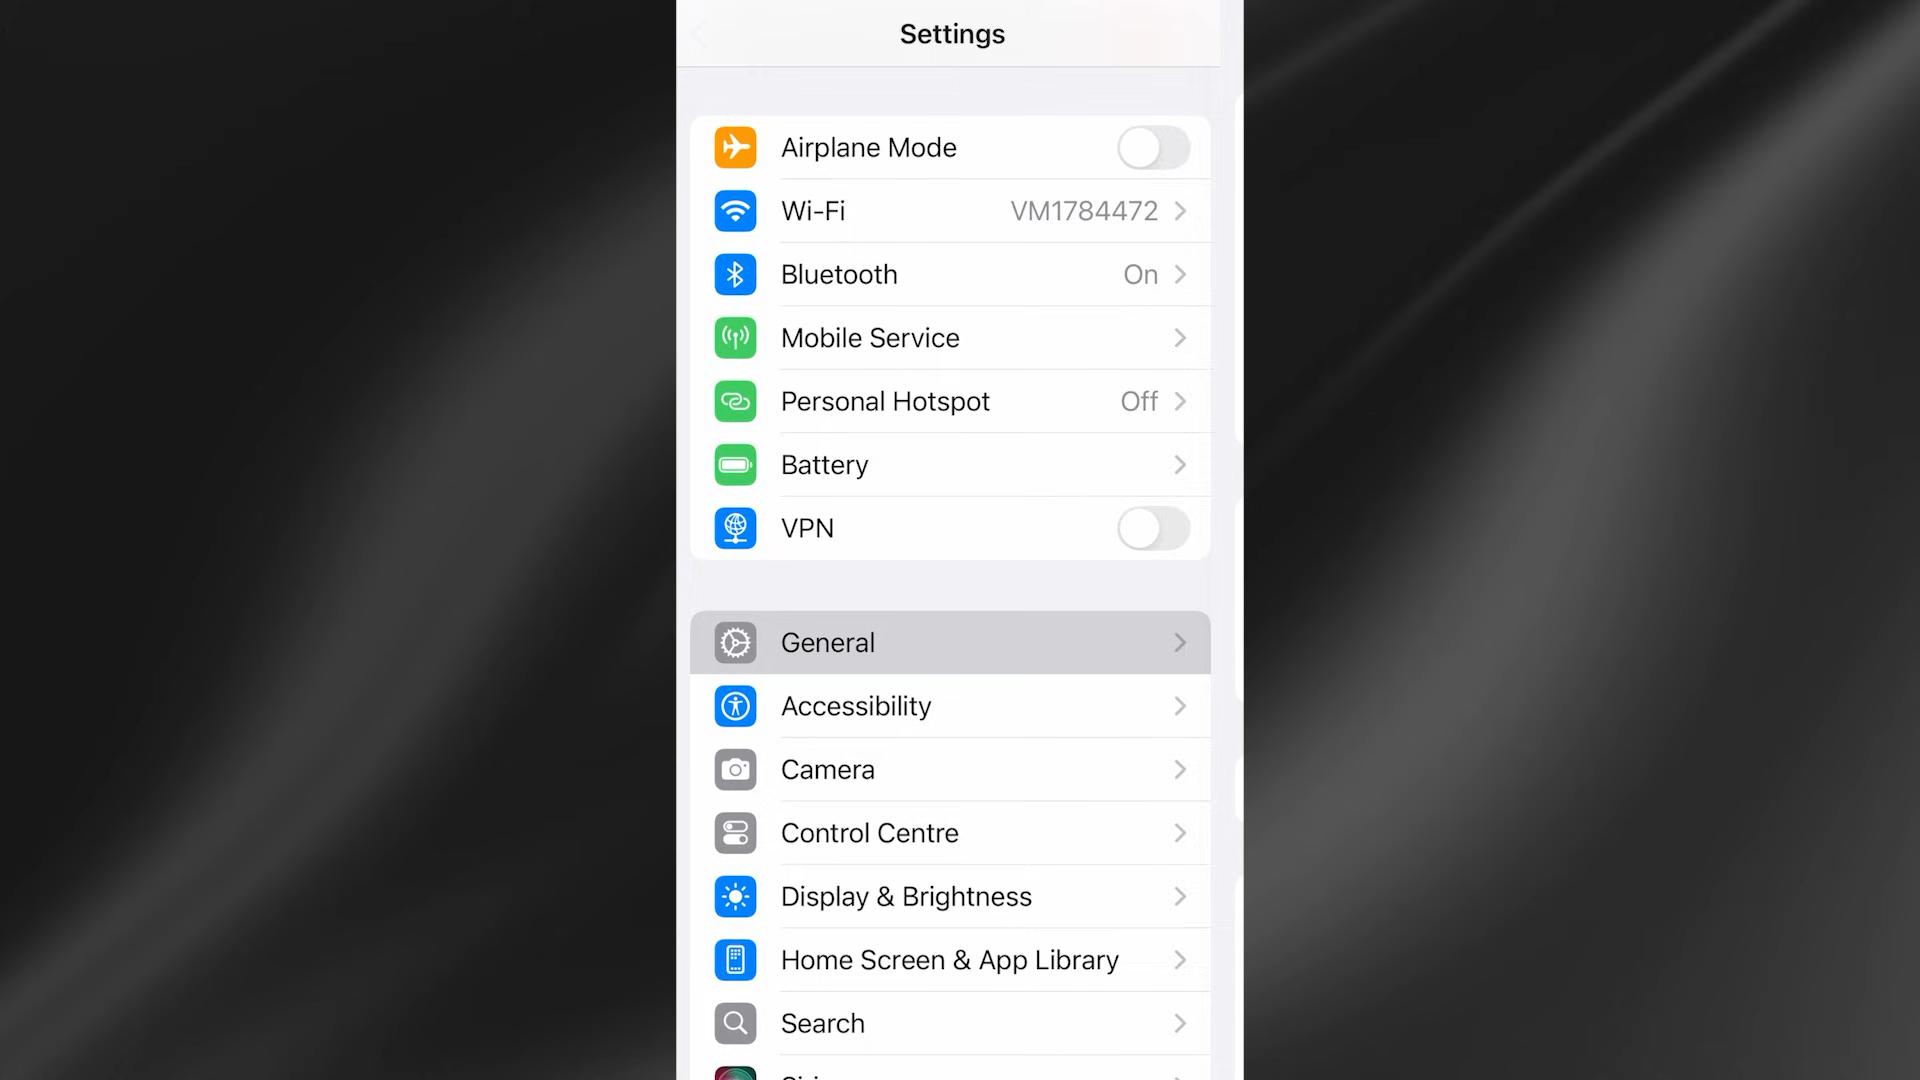 Settings
Airplane Mode
Wi-Fi VM1784472
Bluetooth On
Mobile Service
Personal Hotspot Off
Battery
VPN
General
Accessibility
Camera
Control Centre
Display & Brightness
Home Screen & App Library
Search